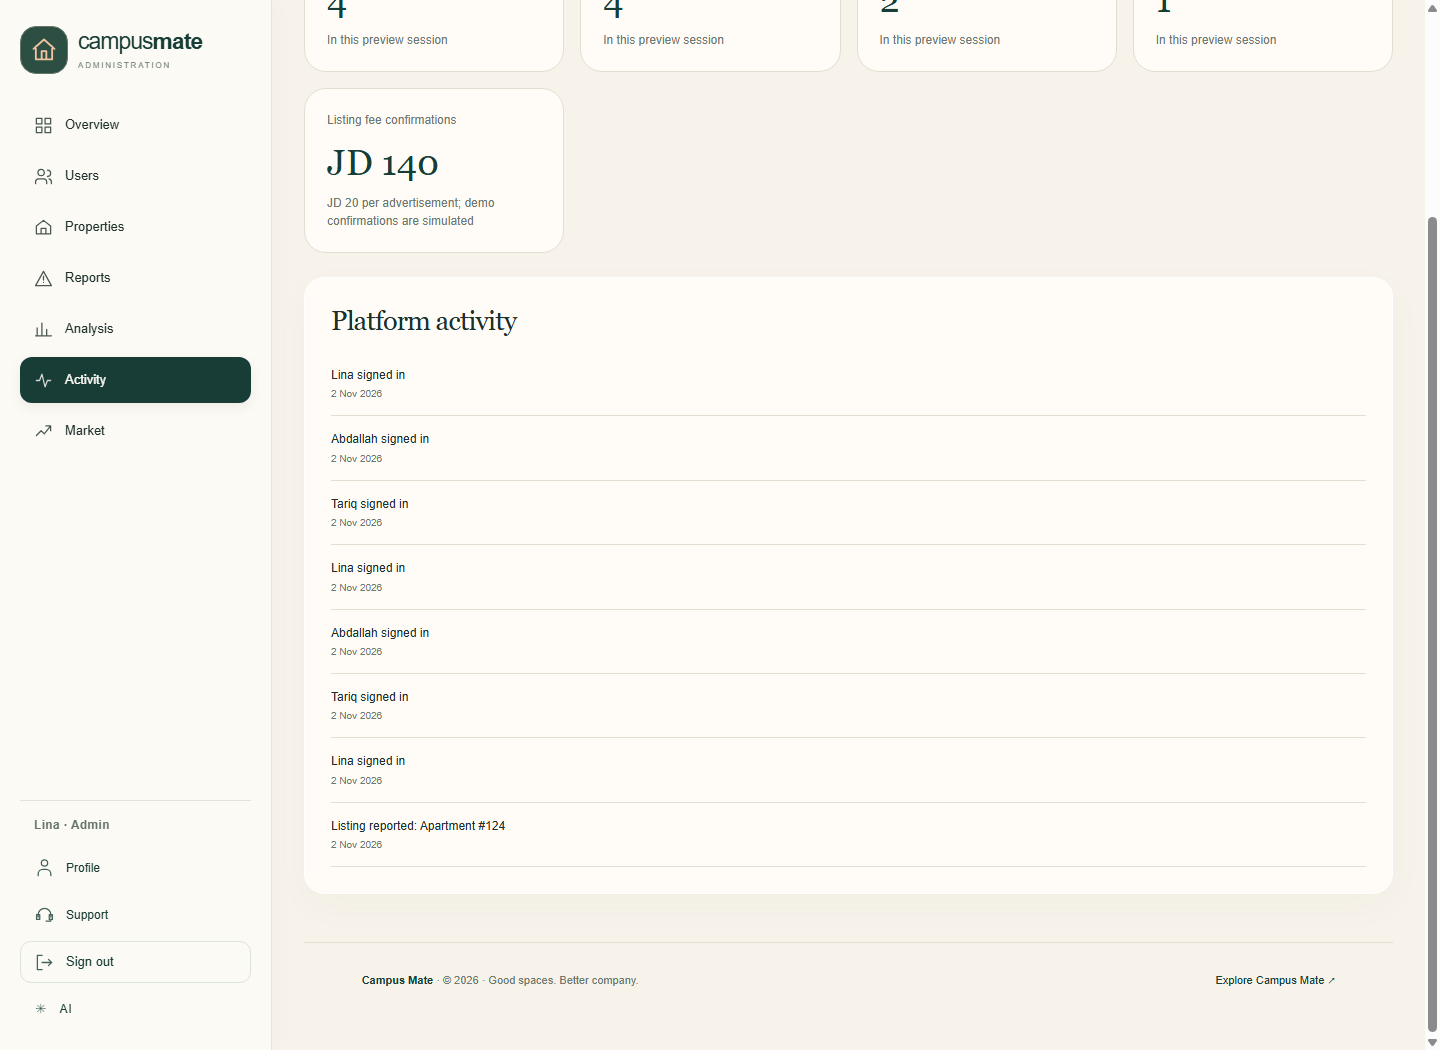 campusmate
ADMINISTRATION
Overview
Users
Properties
Reports
Analysis
Activity
Market
Lina · Admin
Profile
Support
Sign out
AI
In this preview session
In this preview session
In this preview session
In this preview session
Listing fee confirmations
JD 140
JD 20 per advertisement; demo
confirmations are simulated
Platform activity
Lina signed in
2 Nov 2026
Abdallah signed in
2 Nov 2026
Tariq signed in
2 Nov 2026
Lina signed in
2 Nov 2026
Abdallah signed in
2 Nov 2026
Tariq signed in
2 Nov 2026
Lina signed in
2 Nov 2026
Listing reported: Apartment #124
2 Nov 2026
Campus Mate · © 2026 · Good spaces. Better company.
Explore Campus Mate ↗